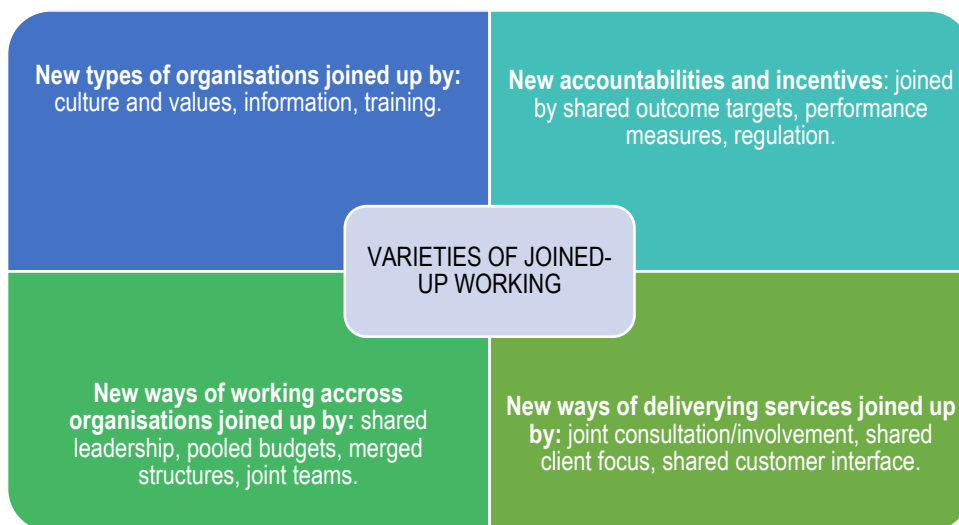 New types of organisations joined up by:
culture and values, information, training.
New accountabilities and incentives: joined
by shared outcome targets, performance
measures, regulation.
VARIETIES OF JOINED-
UP WORKING
New ways of working accross
organisations joined up by: shared
leadership, pooled budgets, merged
structures, joint teams.
New ways of deliverying services joined up
by: joint consultation/involvement, shared
client focus, shared customer interface.